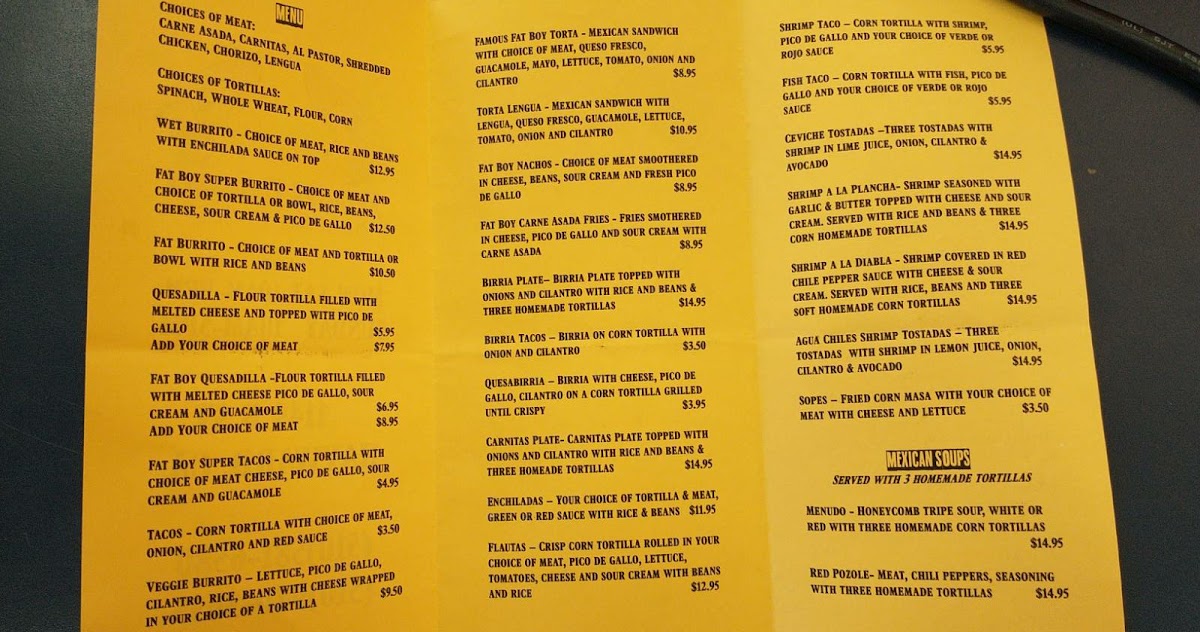 MENU
CHOICES OF MEAT:
CARNE ASADA, CARNITAS, AL PASTOR, SHREDDED
CHICKEN, CHORIZO, LENGUA
CHOICES OF TORTILLAS:
SPINACH, WHOLE WHEAT, FLOUR, CORN
WET BURRITO - CHOICE OF MEAT, RICE AND BEANS
WITH ENCHILADA SAUCE ON TOP $12.95
FAT BOY SUPER BURRITO - CHOICE OF MEAT AND
CHOICE OF TORTILLA OR BOWL, RICE, BEANS,
CHEESE, SOUR CREAM & PICO DE GALLO $12.50
FAT BURRITO - CHOICE OF MEAT AND TORTILLA OR
BOWL WITH RICE AND BEANS $10.50
QUESADILLA - FLOUR TORTILLA FILLED WITH
MELTED CHEESE AND TOPPED WITH PICO DE
GALLO $5.95
ADD YOUR CHOICE OF MEAT $7.95
FAT BOY QUESADILLA -FLOUR TORTILLA FILLED
WITH MELTED CHEESE PICO DE GALLO, SOUR
CREAM AND GUACAMOLE $6.95
ADD YOUR CHOICE OF MEAT $8.95
FAT BOY SUPER TACOS - CORN TORTILLA WITH
CHOICE OF MEAT CHEESE, PICO DE GALLO, SOUR
CREAM AND GUACAMOLE $4.95
TACOS - CORN TORTILLA WITH CHOICE OF MEAT,
ONION, CILANTRO AND RED SAUCE $3.50
VEGGIE BURRITO – LETTUCE, PICO DE GALLO,
CILANTRO, RICE, BEANS WITH CHEESE WRAPPED
IN YOUR CHOICE OF A TORTILLA $9.50
FAMOUS FAT BOY TORTA - MEXICAN SANDWICH
WITH CHOICE OF MEAT, QUESO FRESCO,
GUACAMOLE, MAYO, LETTUCE, TOMATO, ONION AND
CILANTRO $8.95
TORTA LENGUA - MEXICAN SANDWICH WITH
LENGUA, QUESO FRESCO, GUACAMOLE, LETTUCE,
TOMATO, ONION AND CILANTRO $10.95
FAT BOY NACHOS - CHOICE OF MEAT SMOOTHERED
IN CHEESE, BEANS, SOUR CREAM AND FRESH PICO
DE GALLO $8.95
FAT BOY CARNE ASADA FRIES - FRIES SMOTHERED
IN CHEESE, PICO DE GALLO AND SOUR CREAM WITH
CARNE ASADA $8.95
BIRRIA PLATE– BIRRIA PLATE TOPPED WITH
ONIONS AND CILANTRO WITH RICE AND BEANS &
THREE HOMEMADE TORTILLAS $14.95
BIRRIA TACOS - BIRRIA ON CORN TORTILLA WITH
ONION AND CILANTRO $3.50
QUESABIRRIA – BIRRIA WITH CHEESE, PICO DE
GALLO, CILANTRO ON A CORN TORTILLA GRILLED
UNTIL CRISPY $3.95
CARNITAS PLATE- CARNITAS PLATE TOPPED WITH
ONIONS AND CILANTRO WITH RICE AND BEANS &
THREE HOMEADE TORTILLAS $14.95
ENCHILADAS – YOUR CHOICE OF TORTILLA & MEAT,
GREEN OR RED SAUCE WITH RICE & BEANS $11.95
FLAUTAS – CRISP CORN TORTILLA ROLLED IN YOUR
CHOICE OF MEAT, PICO DE GALLO, LETTUCE,
TOMATOES, CHEESE AND SOUR CREAM WITH BEANS
AND RICE $12.95
SHRIMP TACO – CORN TORTILLA WITH SHRIMP,
PICO DE GALLO AND YOUR CHOICE OF VERDE OR
ROJO SAUCE $5.95
FISH TACO – CORN TORTILLA WITH FISH, PICO DE
GALLO AND YOUR CHOICE OF VERDE OR ROJO
SAUCE $5.95
CEVICHE TOSTADAS –THREE TOSTADAS WITH
SHRIMP IN LIME JUICE, ONION, CILANTRO &
AVOCADO $14.95
SHRIMP A LA PLANCHA- SHRIMP SEASONED WITH
GARLIC & BUTTER TOPPED WITH CHEESE AND SOUR
CREAM. SERVED WITH RICE AND BEANS & THREE
CORN HOMEMADE TORTILLAS $14.95
SHRIMP A LA DIABLA - SHRIMP COVERED IN RED
CHILE PEPPER SAUCE WITH CHEESE & SOUR
CREAM. SERVED WITH RICE, BEANS AND THREE
SOFT HOMEMADE CORN TORTILLAS $14.95
AGUA CHILES SHRIMP TOSTADAS – THREE
TOSTADAS WITH SHRIMP IN LEMON JUICE, ONION,
CILANTRO & AVOCADO $14.95
SOPES – FRIED CORN MASA WITH YOUR CHOICE OF
MEAT WITH CHEESE AND LETTUCE $3.50
MEXICAN SOUPS
SERVED WITH 3 HOMEMADE TORTILLAS
MENUDO - HONEYCOMB TRIPE SOUP, WHITE OR
RED WITH THREE HOMEMADE CORN TORTILLAS
$14.95
RED POZOLE- MEAT, CHILI PEPPERS, SEASONING
WITH THREE HOMEMADE TORTILLAS $14.95